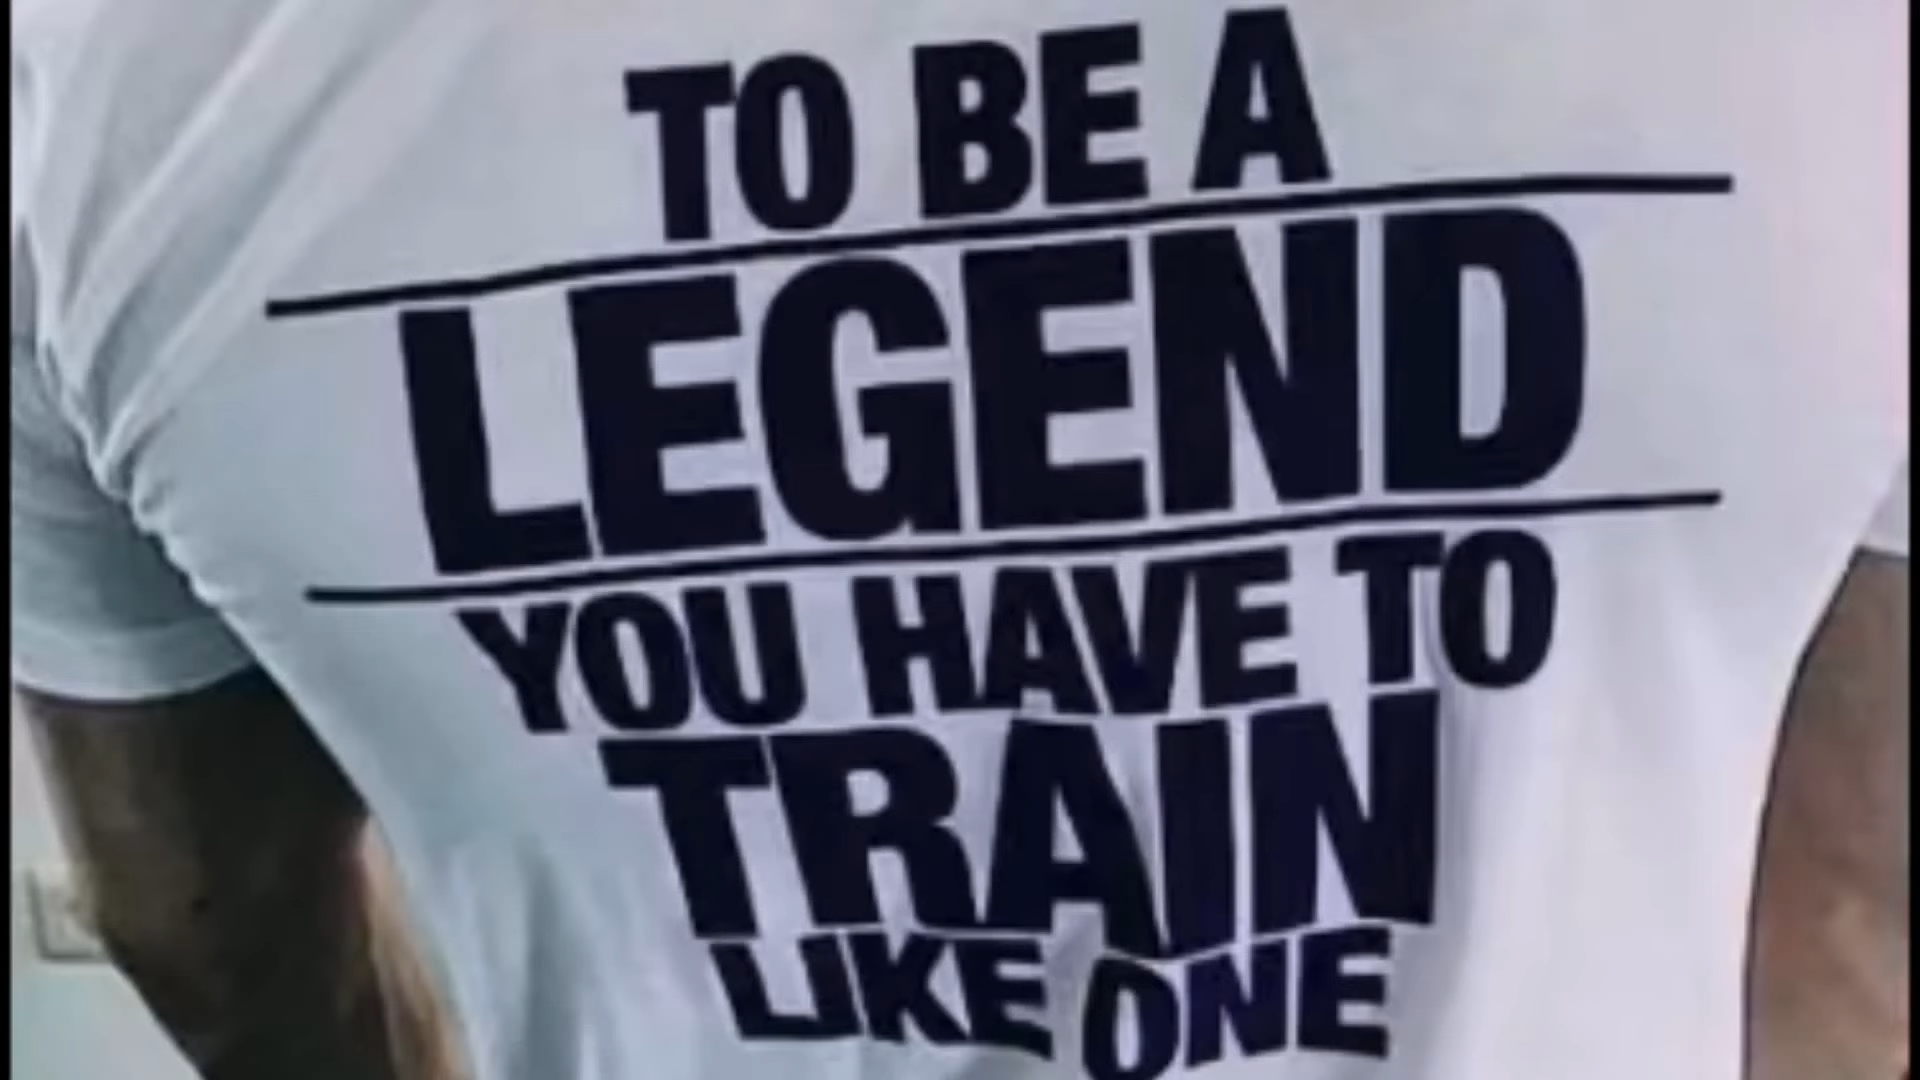 TO BE A
LEGEND
YOU HAVE TO
TRAIN
LIKE ONE